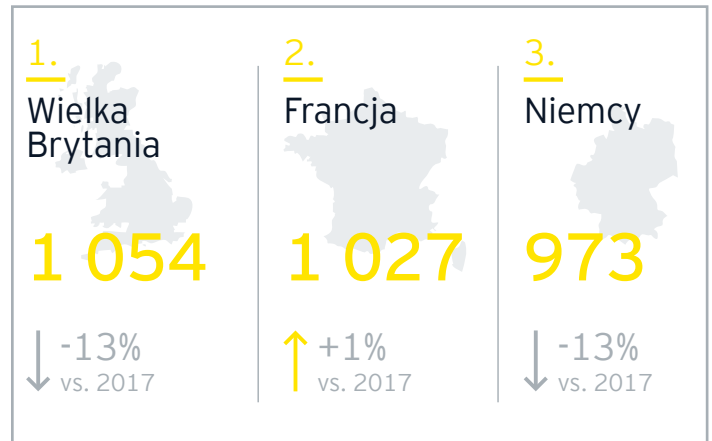 1.
Wielka
Brytania
1 054
-13%
vs. 2017
2.
Francja
1 027
+1%
vs. 2017
3.
Niemcy
973
-13%
vs. 2017